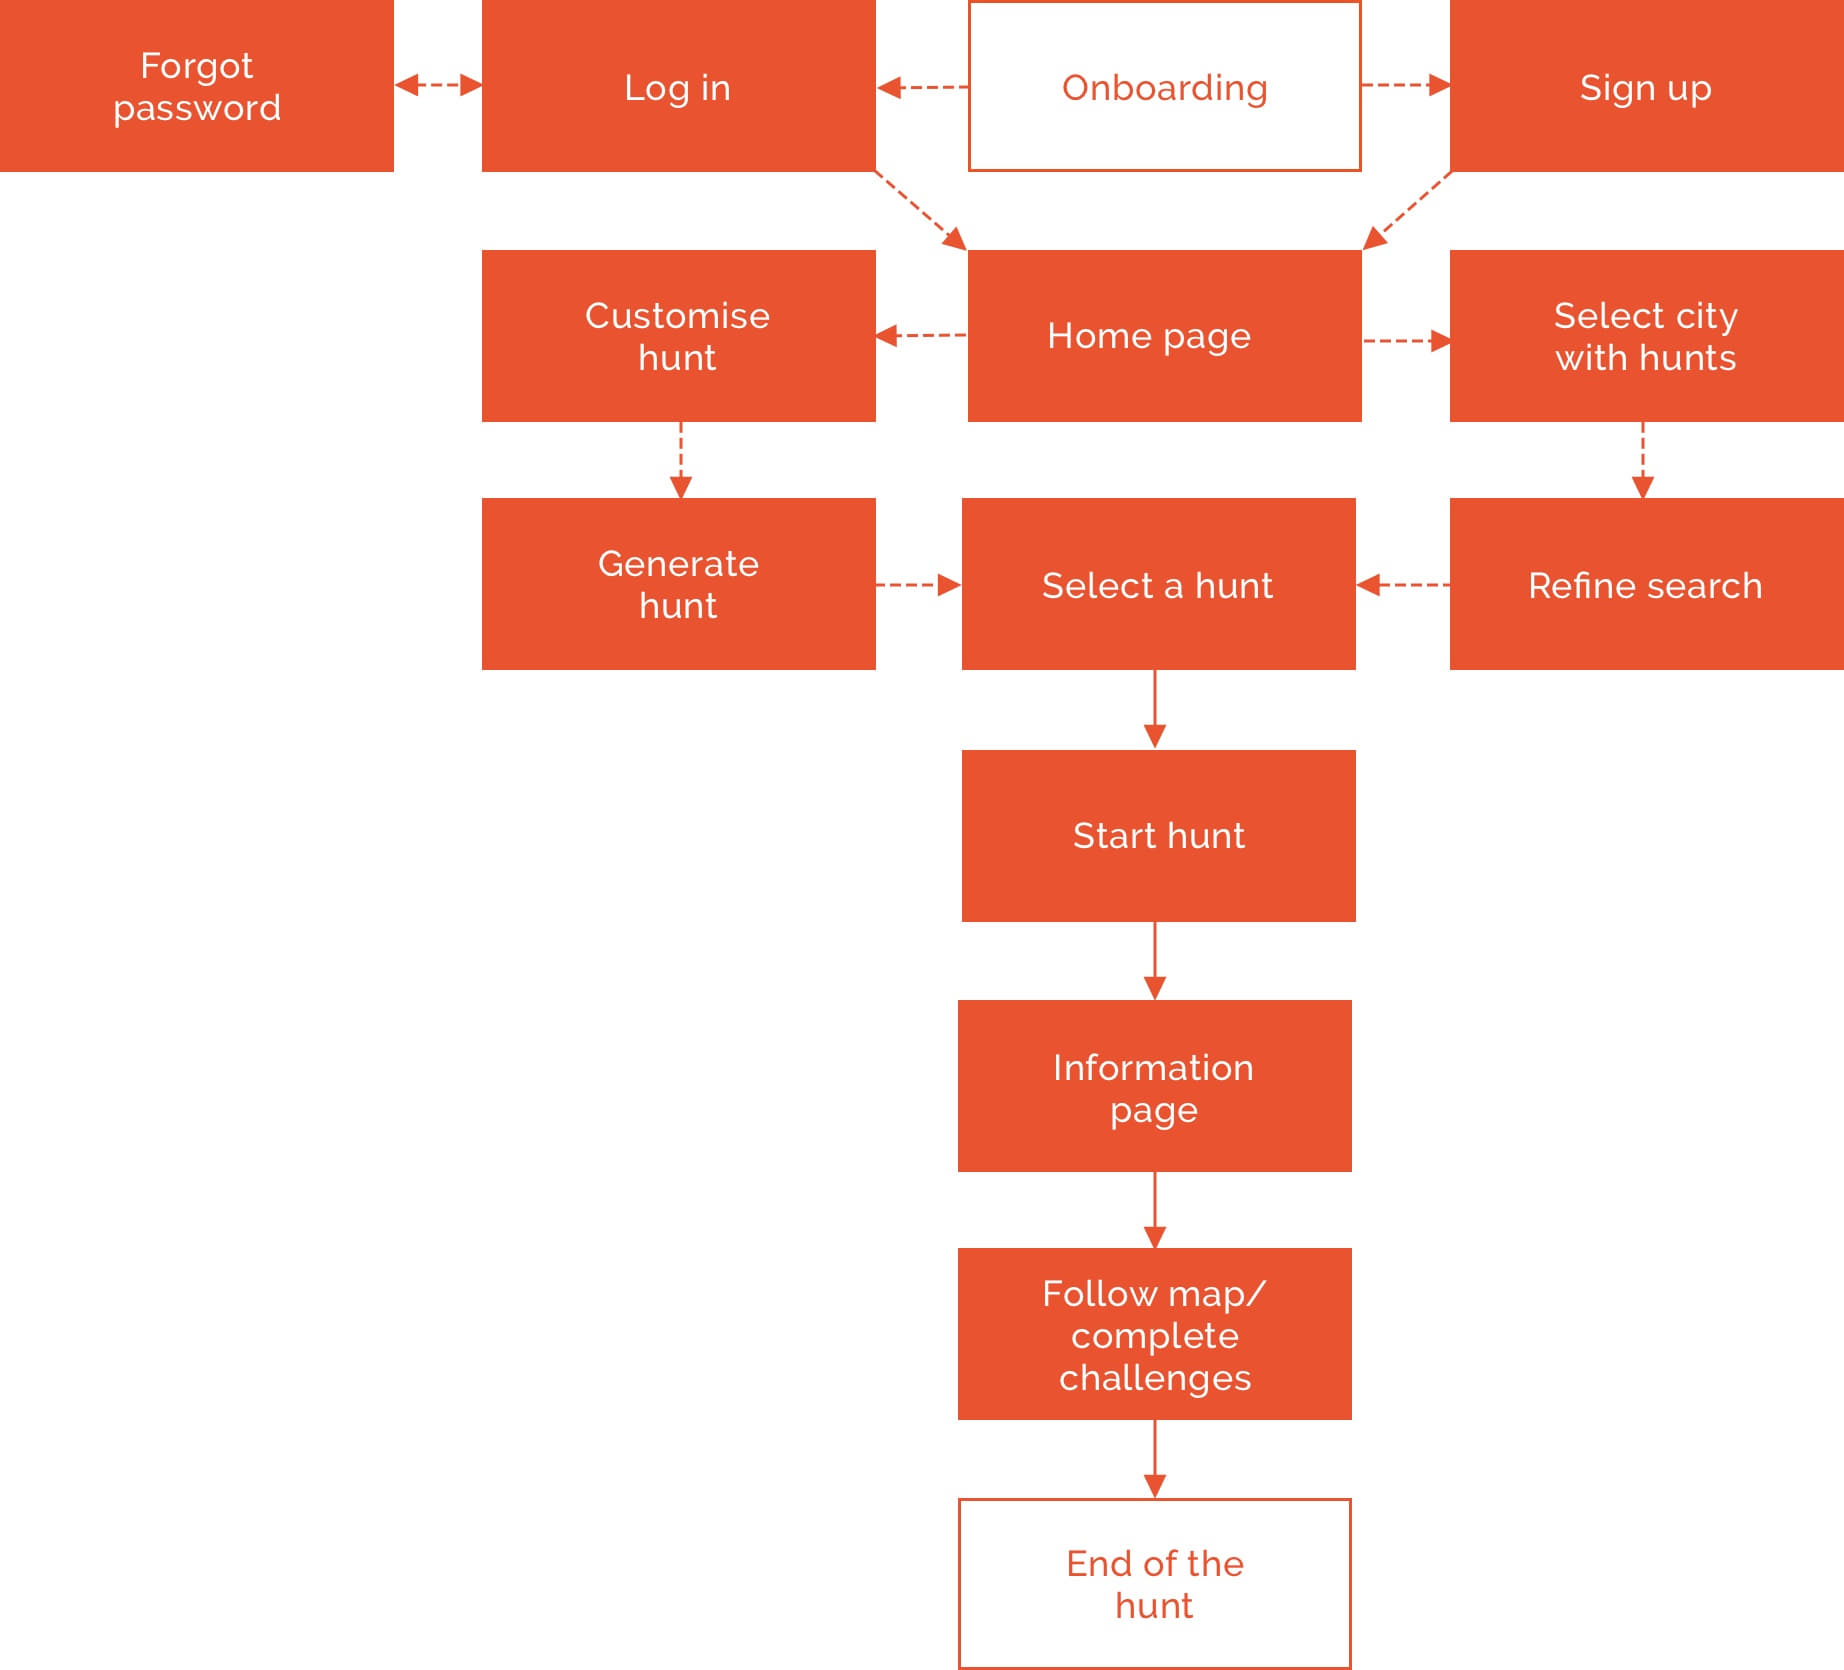 Forgot
password
Log in
Onboarding
Sign up
Customise
hunt
Home page
Select city
with hunts
Generate
hunt
Select a hunt
Refine search
Start hunt
Information
page
Follow map/
complete
challenges
End of the
hunt